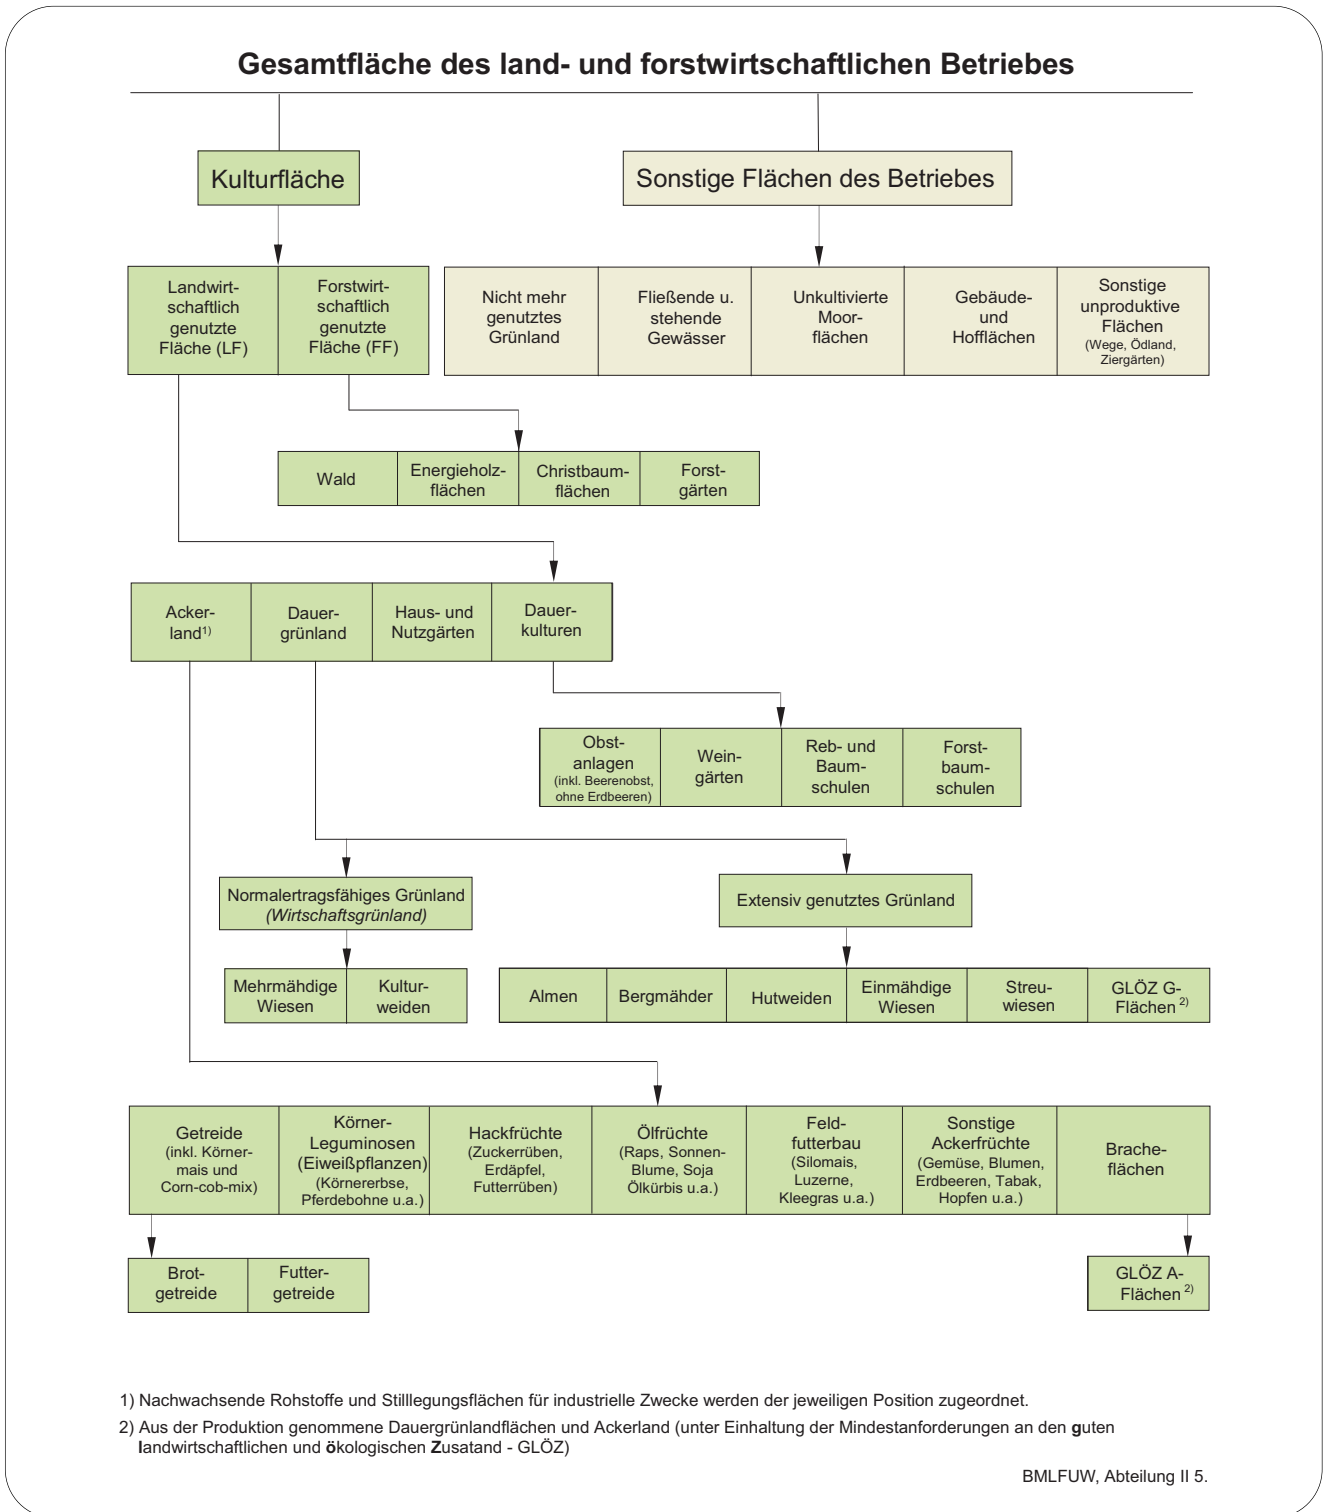 Gesamtfläche des land- und forstwirtschaftlichen Betriebes
Kulturfläche
Sonstige Flächen des Betriebes
Landwirt-
schaftlich
genutzte
Fläche (LF)
Forstwirt-
schaftlich
genutzte
Fläche (FF)
Nicht mehr
genutztes
Grünland
Fließende u.
stehende
Gewässer
Unkultivierte
Moor-
flächen
Gebäude-
und
Hofflächen
Sonstige
unproduktive
Flächen
(Wege, Ödland,
Ziergärten)
Wald
Energieholz-
flächen
Christbaum-
flächen
Forst-
gärten
Acker-
land1)
Dauer-
grünland
Haus- und
Nutzgärten
Dauer-
kulturen
Obst-
anlagen
(inkl. Beerenobst,
ohne Erdbeeren)
Wein-
gärten
Reb- und
Baum-
schulen
Forst-
baum-
schulen
Normalertragsfähiges Grünland
(Wirtschaftsgrünland)
Extensiv genutztes Grünland
Mehrmähdige
Wiesen
Kultur-
weiden
Almen
Bergmähder
Hutweiden
Einmähdige
Wiesen
Streu-
wiesen
GLÖZ G-
Flächen 2)
Getreide
(inkl. Körner-
mais und
Corn-cob-mix)
Körner-
Leguminosen
(Eiweißpflanzen)
(Körnererbse,
Pferdebohne u.a.)
Hackfrüchte
(Zuckerrüben,
Erdäpfel,
Futterrüben)
Ölfrüchte
(Raps, Sonnen-
Blume, Soja
Ölkürbis u.a.)
Feld-
futterbau
(Silomais,
Luzerne,
Kleegras u.a.)
Sonstige
Ackerfrüchte
(Gemüse, Blumen,
Erdbeeren, Tabak,
Hopfen u.a.)
Brache-
flächen
Brot-
getreide
Futter-
getreide
GLÖZ A-
Flächen 2)
1) Nachwachsende Rohstoffe und Stilllegungsflächen für industrielle Zwecke werden der jeweiligen Position zugeordnet.
2) Aus der Produktion genommene Dauergrünlandflächen und Ackerland (unter Einhaltung der Mindestanforderungen an den guten
landwirtschaftlichen und ökologischen Zusatand - GLÖZ)
BMLFUW, Abteilung II 5.